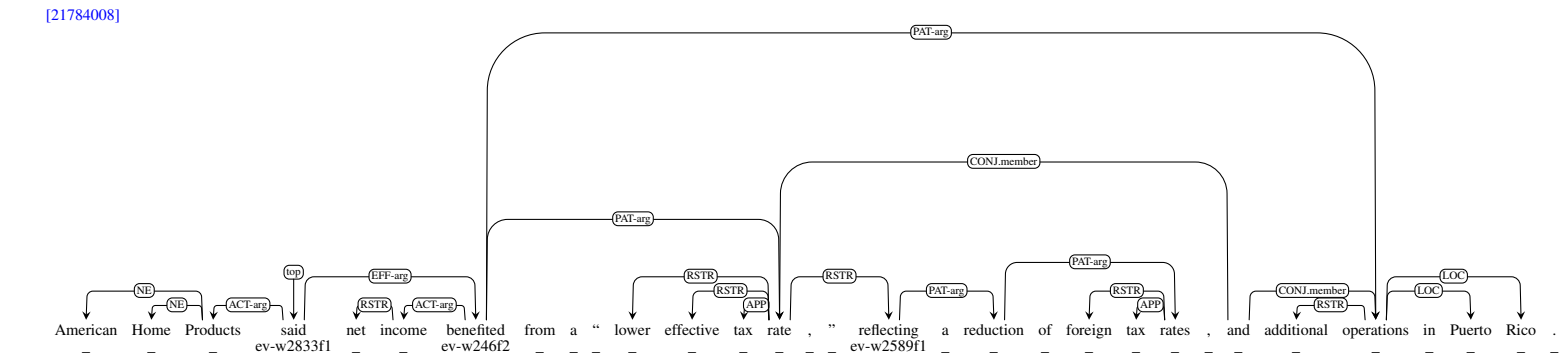 [21784008]
PAT-arg
CONJ.member
PAT-arg
PAT-arg
top EFF-arg RSTR RSTR LOC
NE RSTR PAT-arg RSTR CONJ.member LOC
NE ACT-arg RSTR ACT-arg APP APP RSTR
American Home Products said net income benefited from a “ lower effective tax rate , ” reflecting a reduction of foreign tax rates , and additional operations in Puerto Rico .
_ _ _ ev-w2833f1 _ _ ev-w246f2 _ _ _ _ _ _ _ _ _ ev-w2589f1 _ _ _ _ _ _ _ _ _ _ _ _ _ _